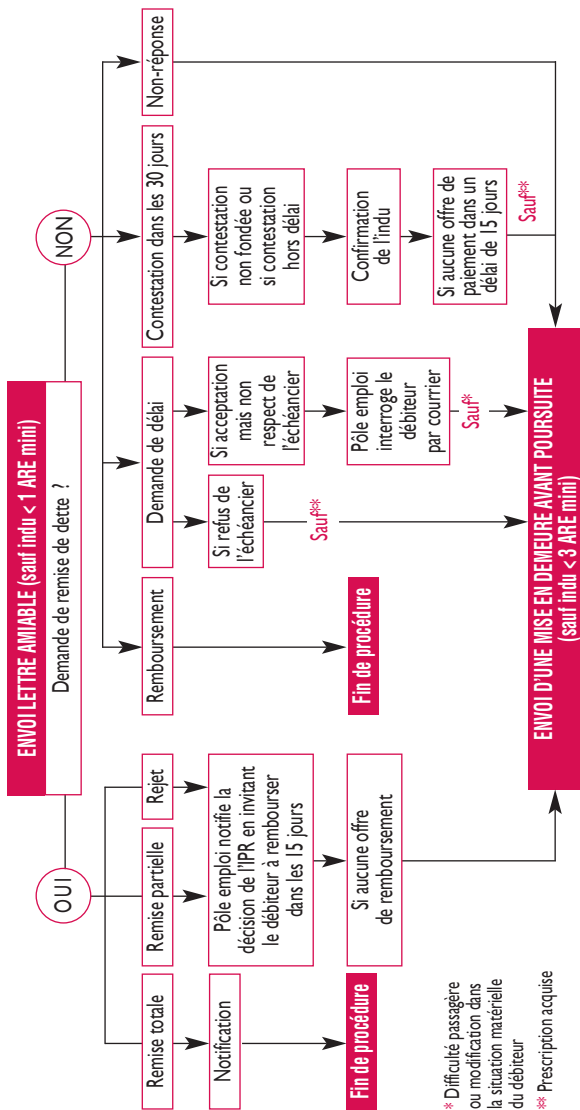 ENVOI LETTRE AMIABLE (sauf indu < 1 ARE mini)
Demande de remise de dette ?
OUI
NON
Remise totale
Remise partielle
Rejet
Notification
Pôle emploi notifie la
décision de l'IPR en invitant
le débiteur à rembourser
dans les 15 jours
Fin de procédure
Si aucune offre
de remboursement
Remboursement
Demande de délai
Contestation dans les 30 jours
Non-réponse
Fin de procédure
Si refus de
l'échéancier
Sauf**
Si acceptation
mais non
respect de
l'échéancier
Pôle emploi
interroge le
débiteur
par courrier
Sauf*
Si contestation
non fondée ou
si contestation
hors délai
Confirmation
de l'indu
Si aucune offre de
paiement dans un
délai de 15 jours
Sauf**
ENVOI D'UNE MISE EN DEMEURE AVANT POURSUITE
(sauf indu < 3 ARE mini)
* Difficulté passagère
ou modification dans
la situation matérielle
du débiteur
** Prescription acquise